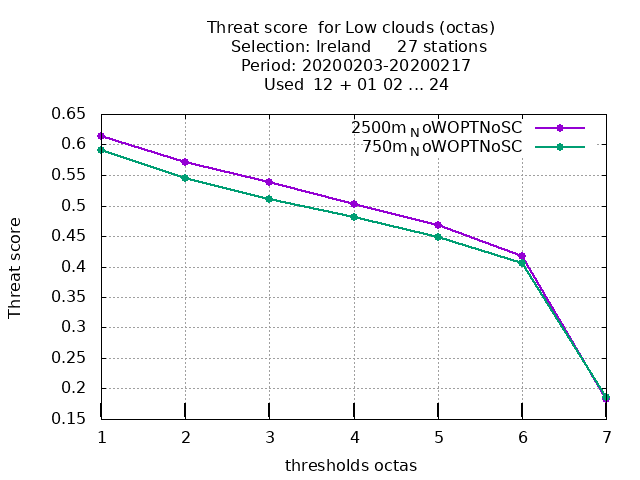 Threat score  for Low clouds (octas)
Selection: Ireland     27 stations
Period: 20200203-20200217
Used  12 + 01 02 ... 24
2500m_NoWOPTNoSC
750m_NoWOPTNoSC
0.65
0.6
0.55
0.5
0.45
0.4
0.35
0.3
0.25
0.2
0.15
Threat score
1 2 3 4 5 6 7
thresholds octas